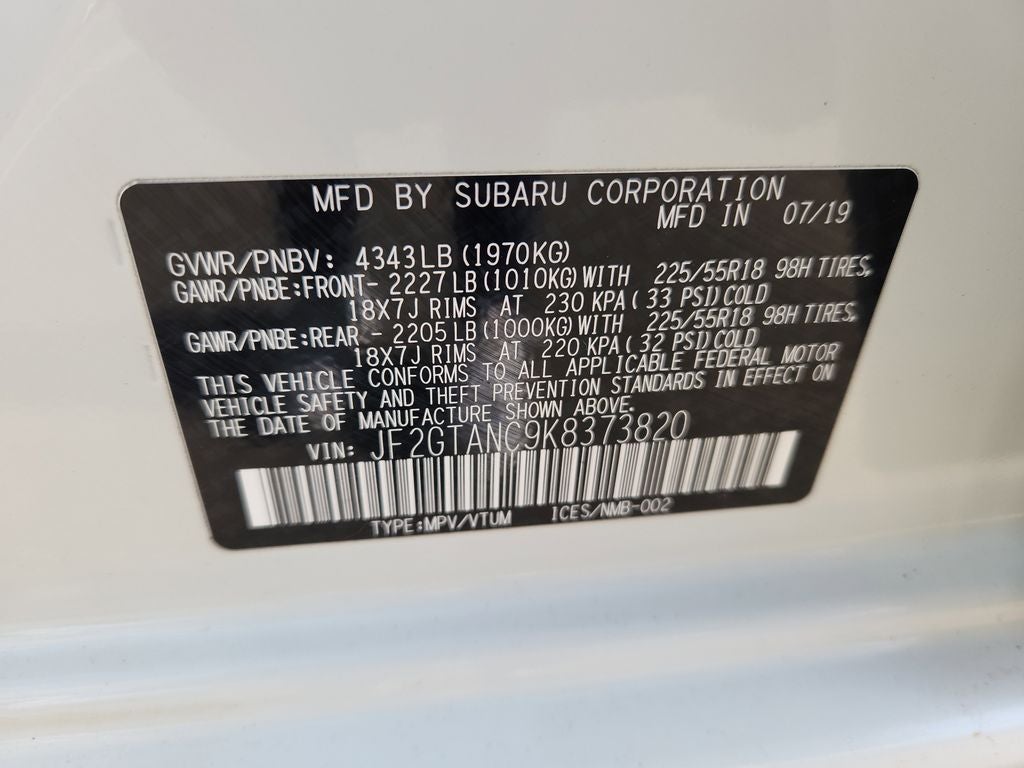 MFD BY SUBARU CORPORATION
MFD IN 07/19
GVWR/PNBV: 4343LB (1970KG)
GAWR/PNBE:FRONT- 2227LB (1010KG) WITH 225/55R18 98H TIRES,
18X7J RIMS AT 230 KPA( 33 PSI) COLD
GAWR/PNBE:REAR - 2205LB (1000KG) WITH 225/55R18 98H TIRES,
18X7J RIMS AT 220 KPA( 32 PSI) COLD
THIS VEHICLE CONFORMS TO ALL APPLICABLE FEDERAL MOTOR
VEHICLE SAFETY AND THEFT PREVENTION STANDARDS IN EFFECT ON
THE DATE OF MANUFACTURE SHOWN ABOVE.
VIN: JF2GTANC9K8373820
TYPE:MPV/VTUM ICES/NMB-002